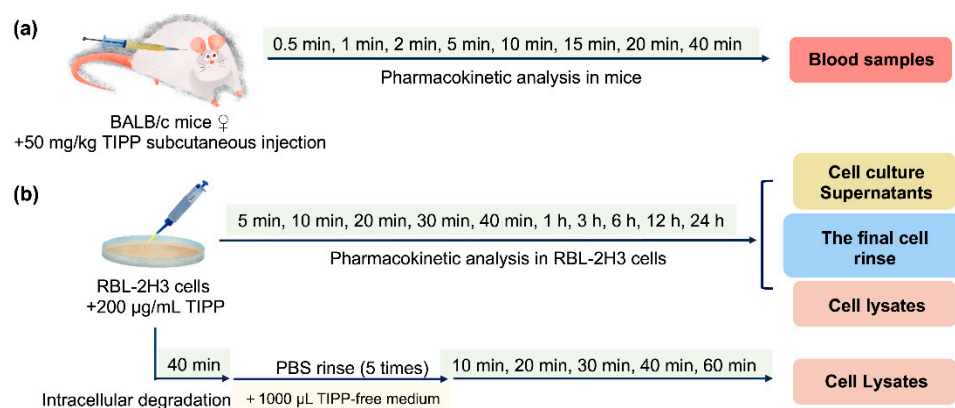 (a)
0.5 min, 1 min, 2 min, 5 min, 10 min, 15 min, 20 min, 40 min
Pharmacokinetic analysis in mice
Blood samples
BALB/c mice ♀
+50 mg/kg TIPP subcutaneous injection
(b)
5 min, 10 min, 20 min, 30 min, 40 min, 1 h, 3 h, 6 h, 12 h, 24 h
Pharmacokinetic analysis in RBL-2H3 cells
Cell culture
Supernatants
The final cell
rinse
Cell lysates
RBL-2H3 cells
+200 μg/mL TIPP
40 min
Intracellular degradation
PBS rinse (5 times)
+ 1000 μL TIPP-free medium
10 min, 20 min, 30 min, 40 min, 60 min
Cell Lysates